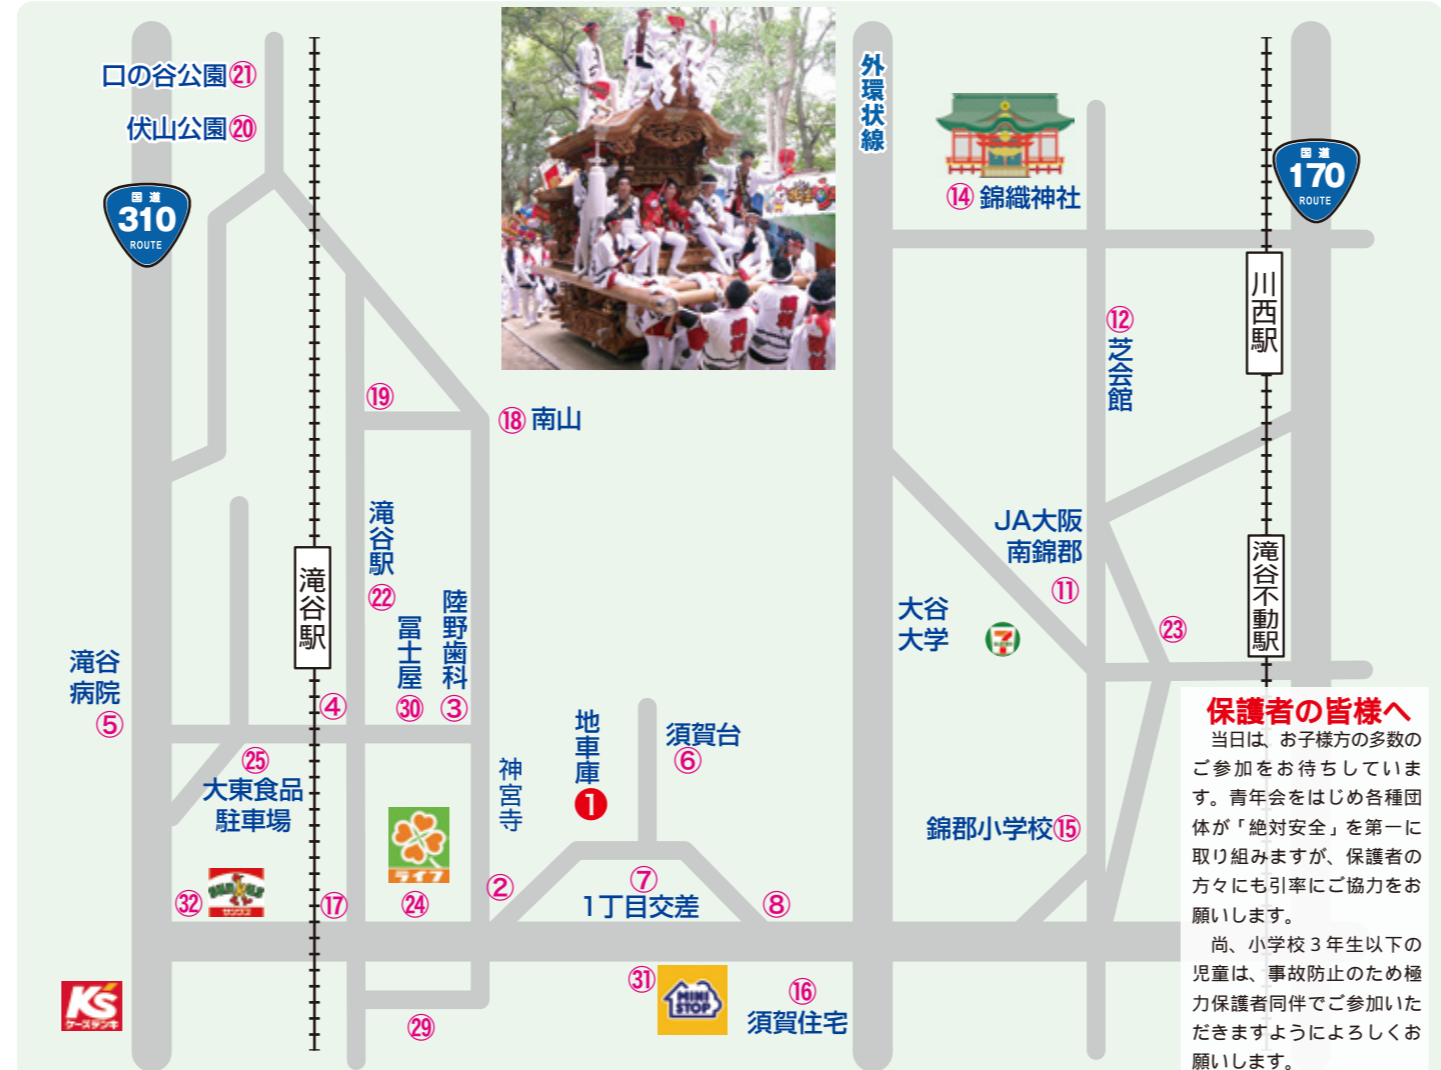 口の谷公園㉑
伏山公園⑳
国道
310
ROUTE
外環状線
⑭ 錦織神社
国道
170
ROUTE
川西駅
⑫
芝会館
⑲
⑱ 南山
滝谷駅
㉒
滝谷駅
JA大阪
南錦郡
⑪
滝谷不動駅
陸野歯科
③
冨士屋
㉚
大谷
大学
7
㉓
滝谷
病院
⑤
④
地車庫
❶
須賀台
⑥
㉕
大東食品
駐車場
神宮寺
錦郡小学校⑮
ライフ
㉔
②
⑦
1丁目交差
⑧
㉜
サンクス
⑰
K's
ケーズデンキ
㉙
㉛
MINI
STOP
⑯
須賀住宅
保護者の皆様へ
当日は、お子様方の多数の
ご参加をお待ちしていま
す。青年会をはじめ各種団
体が「絶対安全」を第一に
取り組みますが、保護者の
方々にも引率にご協力をお
願いします。
尚、小学校3年生以下の
児童は、事故防止のため極
力保護者同伴でご参加いた
だきますようによろしくお
願いします。